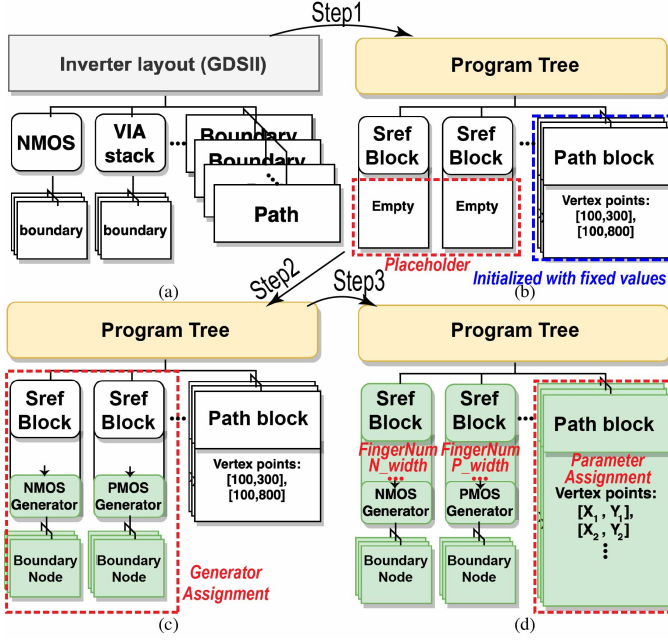 Step1
Inverter layout (GDSII)
NMOS
VIA
stack
...
Boundary
Boundary
Path
boundary
boundary
(a)
Program Tree
Sref
Block
Sref
Block
...
Path block
Empty
Empty
Vertex points:
[100,300],
[100,800]
Placeholder
Initialized with fixed values
(b)
Step2
Step3
Program Tree
Sref
Block
Sref
Block
...
Path block
Vertex points:
[100,300],
[100,800]
NMOS
Generator
PMOS
Generator
Boundary
Node
Boundary
Node
Generator
Assignment
(c)
Program Tree
Sref
Block
Sref
Block
...
Path block
FingerNum
N_width
...
FingerNum
P_width
...
Parameter
Assignment
NMOS
Generator
PMOS
Generator
Vertex points:
[X1 , Y1],
[X2 , Y2]
⋮
Boundary
Node
Boundary
Node
(d)